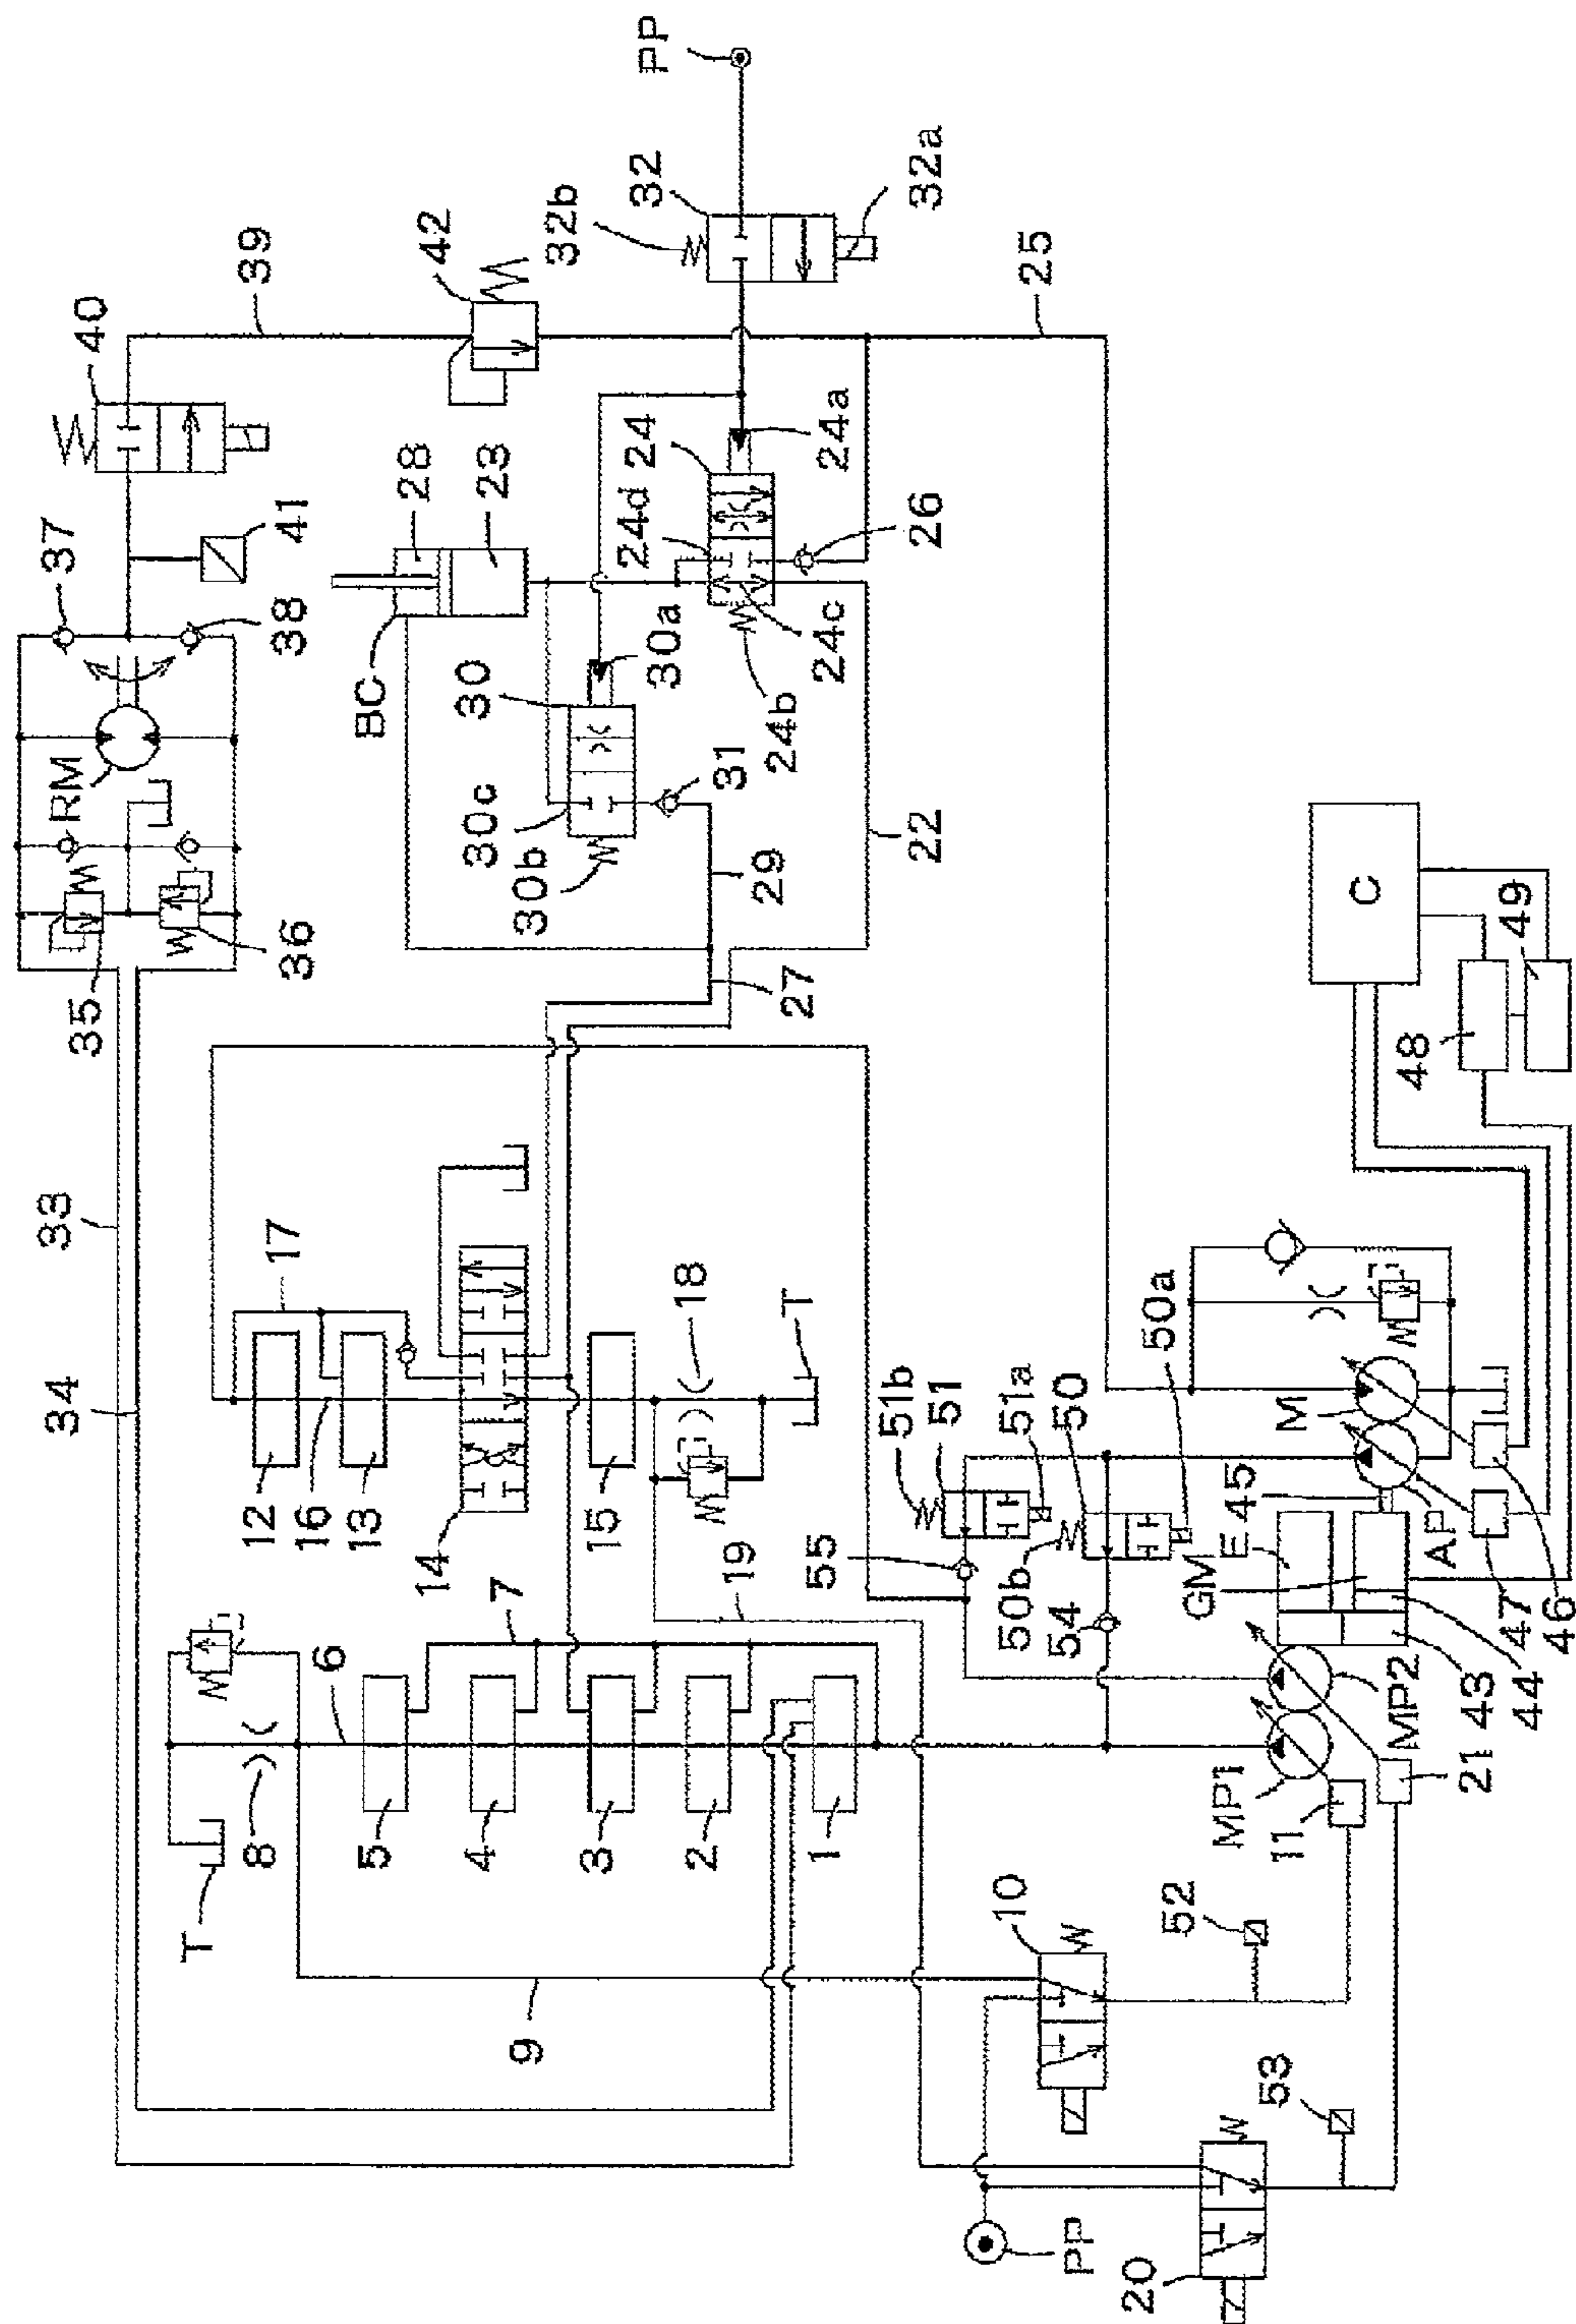 PP
32
32b
32a
42
39
40
25
37
41
28
23
24
24a
24d
26
38
BC
30
30a
24c
24b
RM
31
30c
30b
29
22
36
35
27
C
49
48
33
34
17
18
T
12
16
13
14
15
50a
51b
51
51a
50
M
55
50b
54
19
E
45
AP
GM
47
46
7
6
8
5
4
3
2
1
T
MP2
43
44
MP1
11
21
10
52
9
53
PP
20